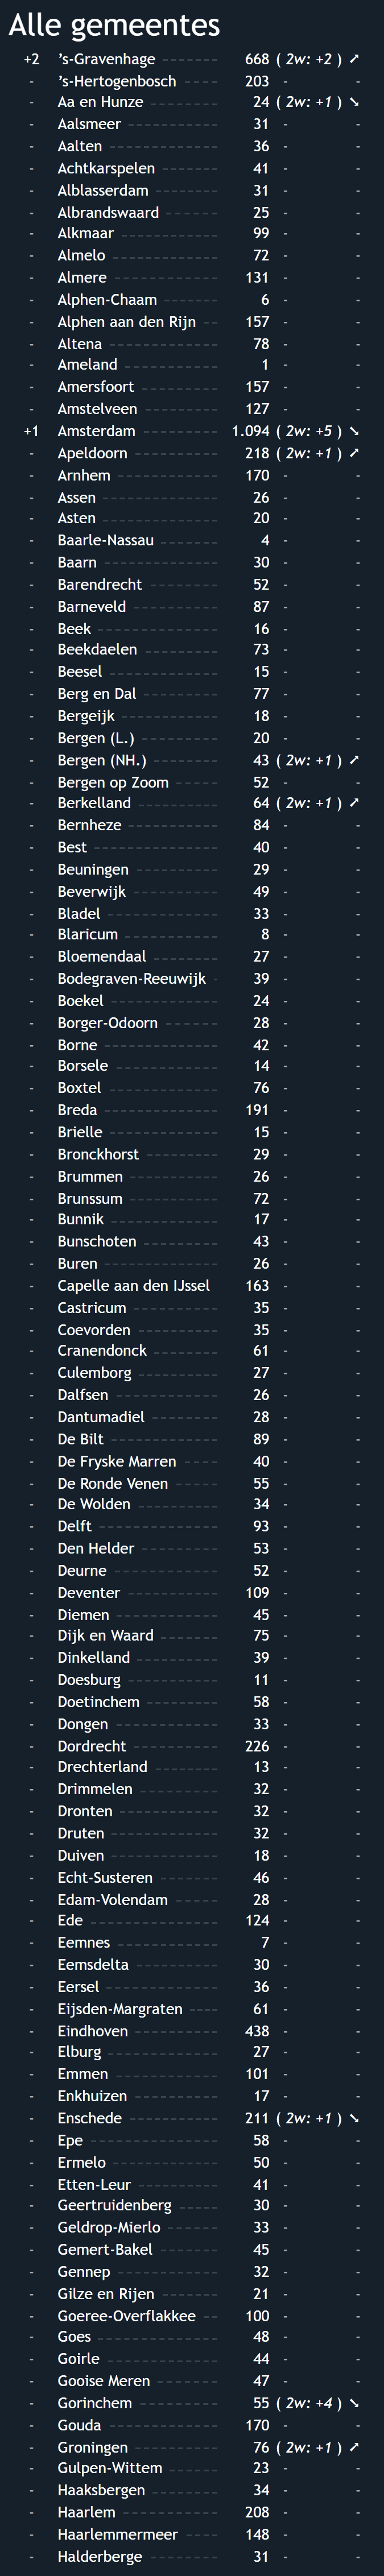 Alle gemeentes
+2 ’s-Gravenhage 668 ( 2w: +2 ) ➚
- ’s-Hertogenbosch 203 - -
- Aa en Hunze 24 ( 2w: +1 ) ➘
- Aalsmeer 31 - -
- Aalten 36 - -
- Achtkarspelen 41 - -
- Alblasserdam 31 - -
- Albrandswaard 25 - -
- Alkmaar 99 - -
- Almelo 72 - -
- Almere 131 - -
- Alphen-Chaam 6 - -
- Alphen aan den Rijn 157 - -
- Altena 78 - -
- Ameland 1 - -
- Amersfoort 157 - -
- Amstelveen 127 - -
+1 Amsterdam 1.094 ( 2w: +5 ) ➘
- Apeldoorn 218 ( 2w: +1 ) ➚
- Arnhem 170 - -
- Assen 26 - -
- Asten 20 - -
- Baarle-Nassau 4 - -
- Baarn 30 - -
- Barendrecht 52 - -
- Barneveld 87 - -
- Beek 16 - -
- Beekdaelen 73 - -
- Beesel 15 - -
- Berg en Dal 77 - -
- Bergeijk 18 - -
- Bergen (L.) 20 - -
- Bergen (NH.) 43 ( 2w: +1 ) ➚
- Bergen op Zoom 52 - -
- Berkelland 64 ( 2w: +1 ) ➚
- Bernheze 84 - -
- Best 40 - -
- Beuningen 29 - -
- Beverwijk 49 - -
- Bladel 33 - -
- Blaricum 8 - -
- Bloemendaal 27 - -
- Bodegraven-Reeuwijk 39 - -
- Boekel 24 - -
- Borger-Odoorn 28 - -
- Borne 42 - -
- Borsele 14 - -
- Boxtel 76 - -
- Breda 191 - -
- Brielle 15 - -
- Bronckhorst 29 - -
- Brummen 26 - -
- Brunssum 72 - -
- Bunnik 17 - -
- Bunschoten 43 - -
- Buren 26 - -
- Capelle aan den IJssel 163 - -
- Castricum 35 - -
- Coevorden 35 - -
- Cranendonck 61 - -
- Culemborg 27 - -
- Dalfsen 26 - -
- Dantumadiel 28 - -
- De Bilt 89 - -
- De Fryske Marren 40 - -
- De Ronde Venen 55 - -
- De Wolden 34 - -
- Delft 93 - -
- Den Helder 53 - -
- Deurne 52 - -
- Deventer 109 - -
- Diemen 45 - -
- Dijk en Waard 75 - -
- Dinkelland 39 - -
- Doesburg 11 - -
- Doetinchem 58 - -
- Dongen 33 - -
- Dordrecht 226 - -
- Drechterland 13 - -
- Drimmelen 32 - -
- Dronten 32 - -
- Druten 32 - -
- Duiven 18 - -
- Echt-Susteren 46 - -
- Edam-Volendam 28 - -
- Ede 124 - -
- Eemnes 7 - -
- Eemsdelta 30 - -
- Eersel 36 - -
- Eijsden-Margraten 61 - -
- Eindhoven 438 - -
- Elburg 27 - -
- Emmen 101 - -
- Enkhuizen 17 - -
- Enschede 211 ( 2w: +1 ) ➘
- Epe 58 - -
- Ermelo 50 - -
- Etten-Leur 41 - -
- Geertruidenberg 30 - -
- Geldrop-Mierlo 33 - -
- Gemert-Bakel 45 - -
- Gennep 32 - -
- Gilze en Rijen 21 - -
- Goeree-Overflakkee 100 - -
- Goes 48 - -
- Goirle 44 - -
- Gooise Meren 47 - -
- Gorinchem 55 ( 2w: +4 ) ➘
- Gouda 170 - -
- Groningen 76 ( 2w: +1 ) ➚
- Gulpen-Wittem 23 - -
- Haaksbergen 34 - -
- Haarlem 208 - -
- Haarlemmermeer 148 - -
- Halderberge 31 - -